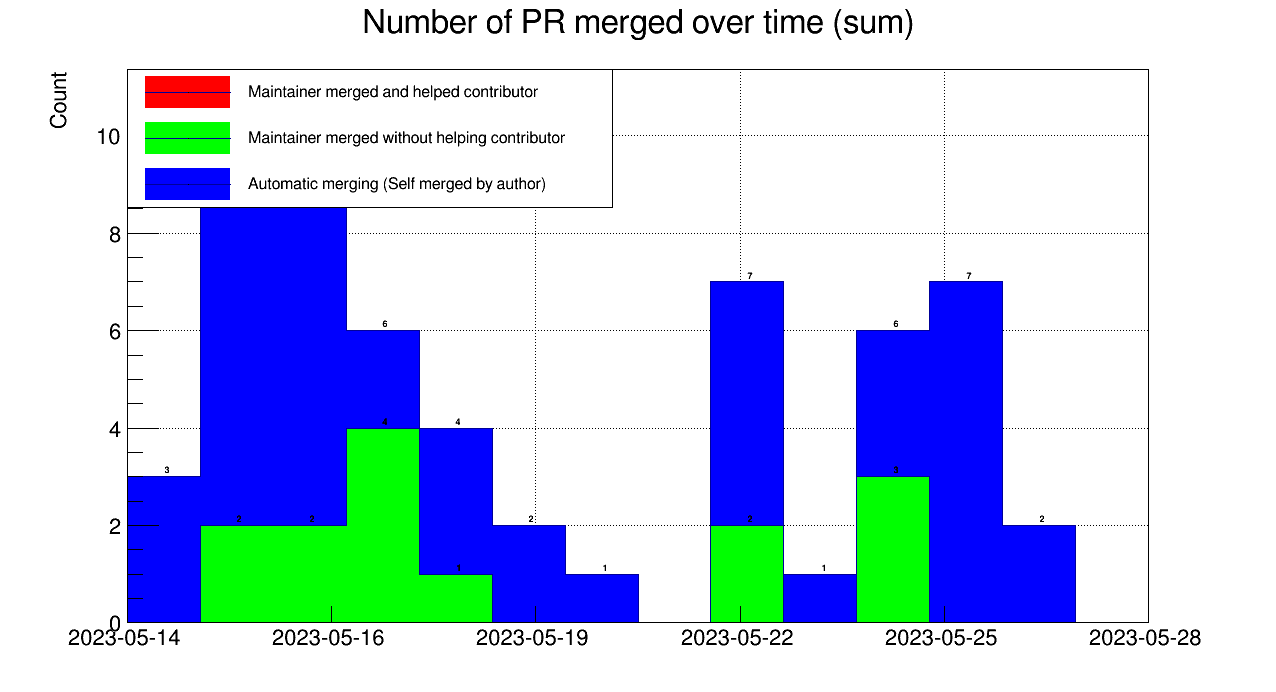 Number of PR merged over time (sum)
Count
Maintainer merged and helped contributor
Maintainer merged without helping contributor
Automatic merging (Self merged by author)
10
8
6
4
2
0
7 7
6 6
4 4
3 3
2 2 2 2 2
1 1 1
2023-05-14 2023-05-16 2023-05-19 2023-05-22 2023-05-25 2023-05-28